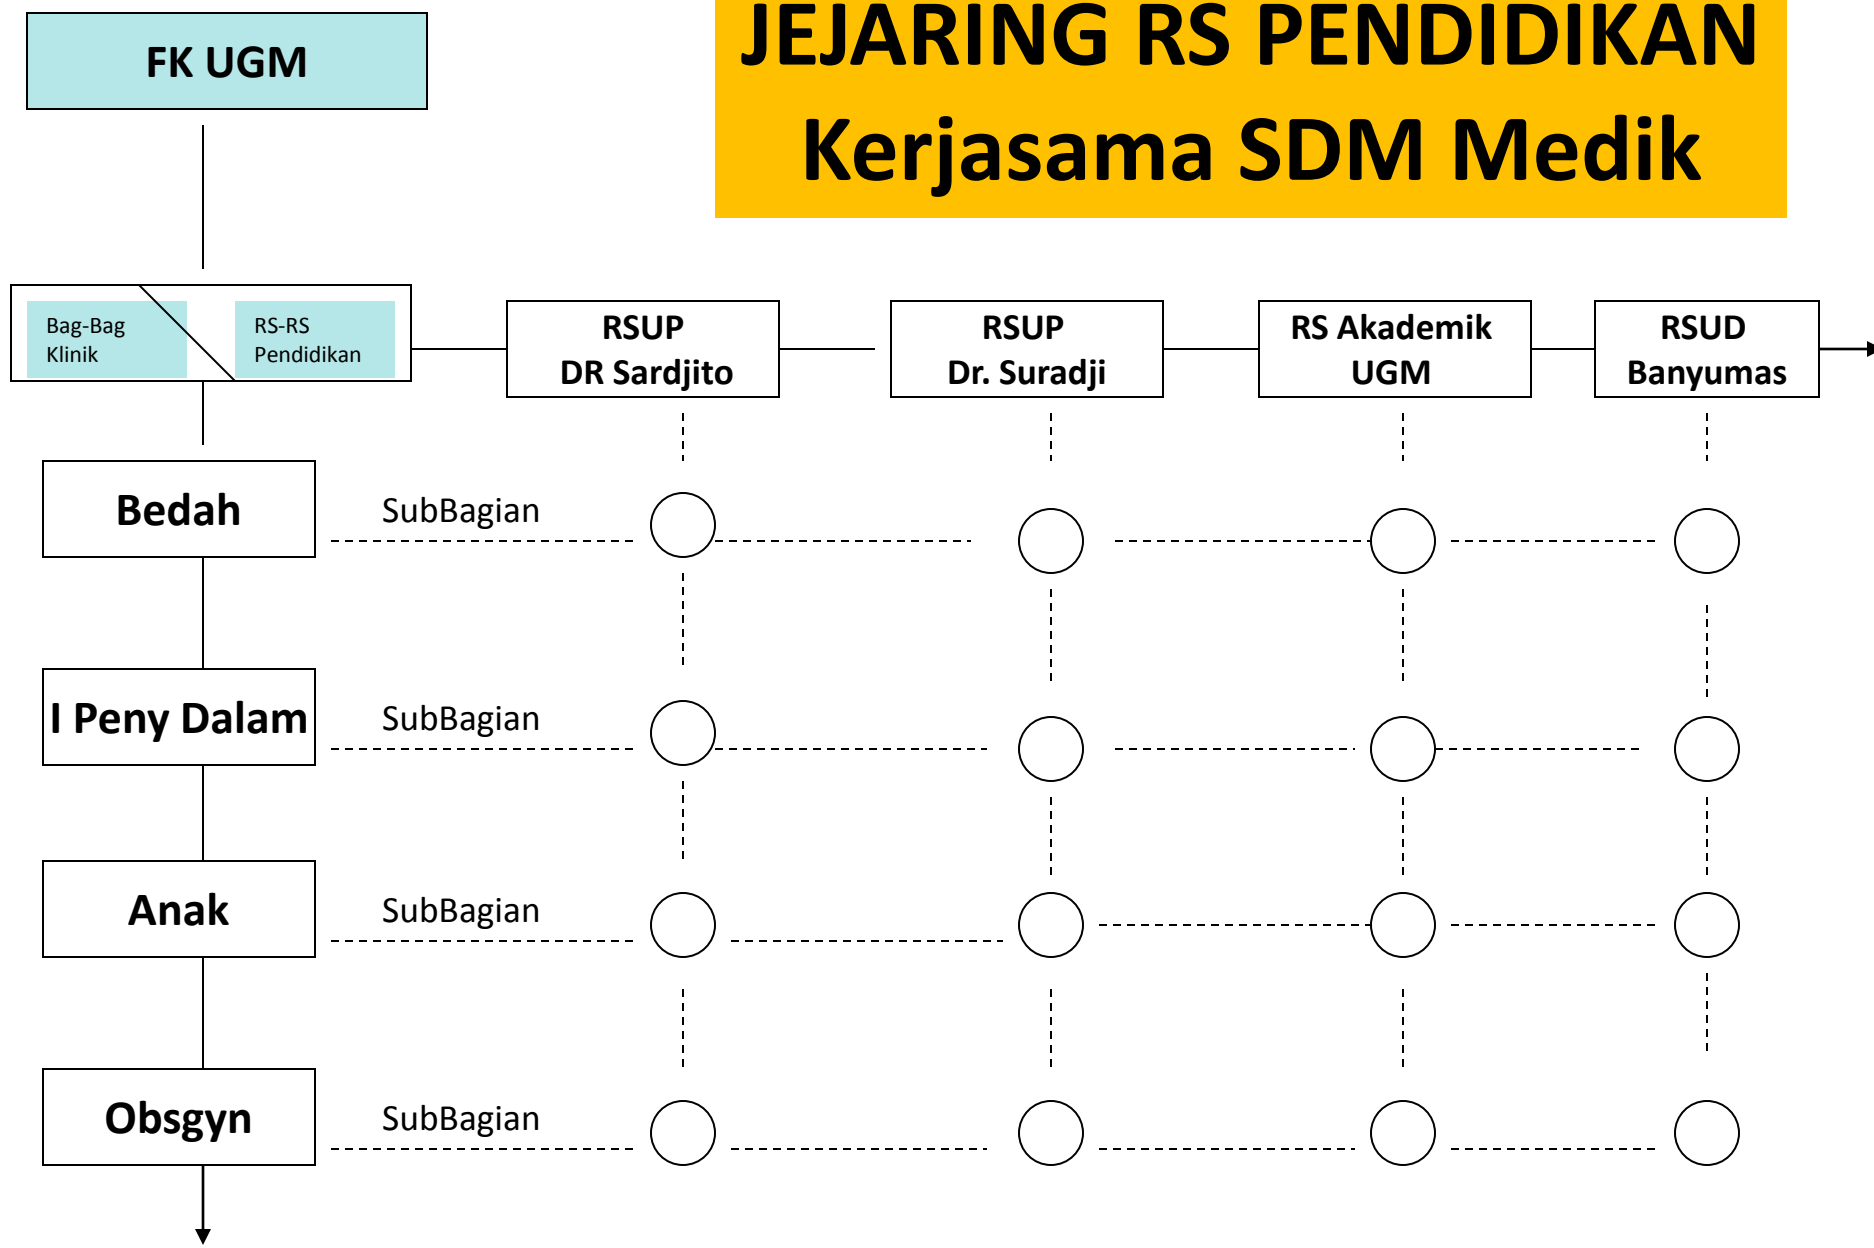 FK UGM
JEJARING RS PENDIDIKAN
Kerjasama SDM Medik
Bag-Bag
Klinik
RS-RS
Pendidikan
RSUP
DR Sardjito
RSUP
Dr. Suradji
RS Akademik
UGM
RSUD
Banyumas
Bedah
SubBagian
I Peny Dalam
SubBagian
Anak
SubBagian
Obsgyn
SubBagian